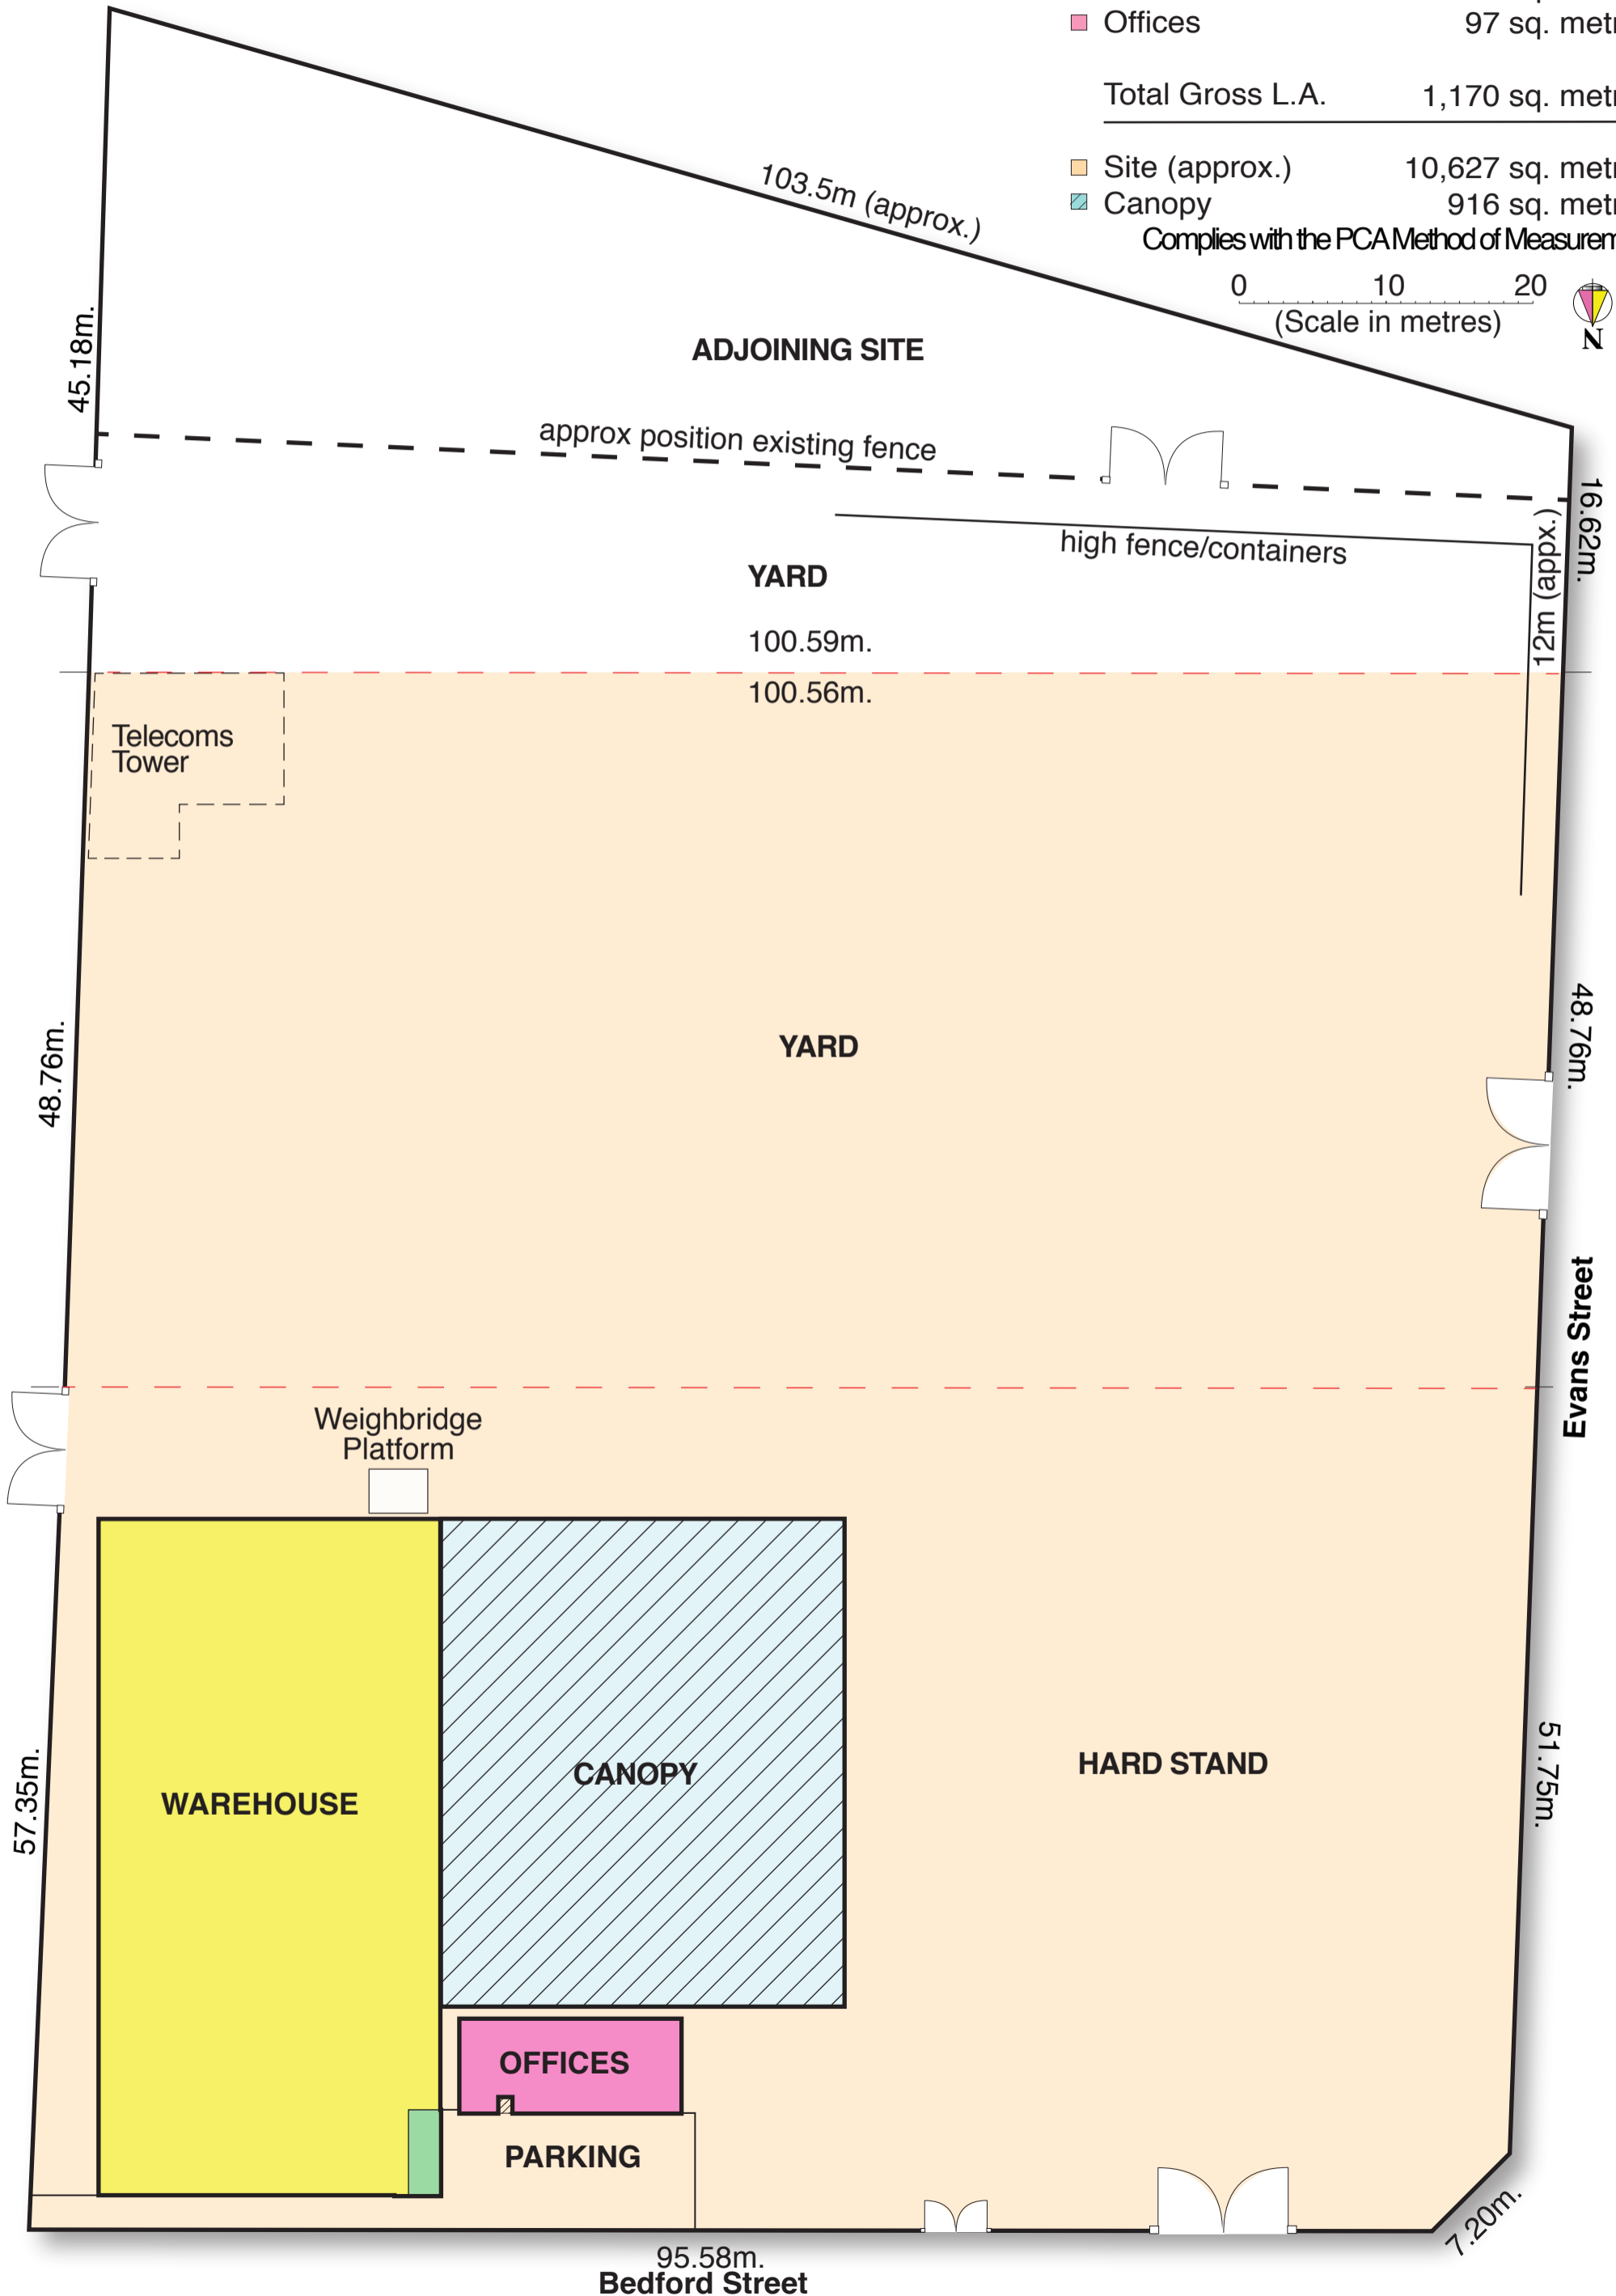 Offices 97 sq. metr
Total Gross L.A. 1,170 sq. metr
Site (approx.) 10,627 sq. metr
Canopy 916 sq. metr
Complies with the PCA Method of Measurem
0 10 20
(Scale in metres)
N
103.5m (approx.)
45.18m.
ADJOINING SITE
approx position existing fence
16.62m.
high fence/containers
12m (appx.)
YARD
100.59m.
100.56m.
Telecoms
Tower
YARD
48.76m.
48.76m.
Evans Street
Weighbridge
Platform
WAREHOUSE
CANOPY
HARD STAND
57.35m.
51.75m.
OFFICES
PARKING
7.20m.
95.58m.
Bedford Street